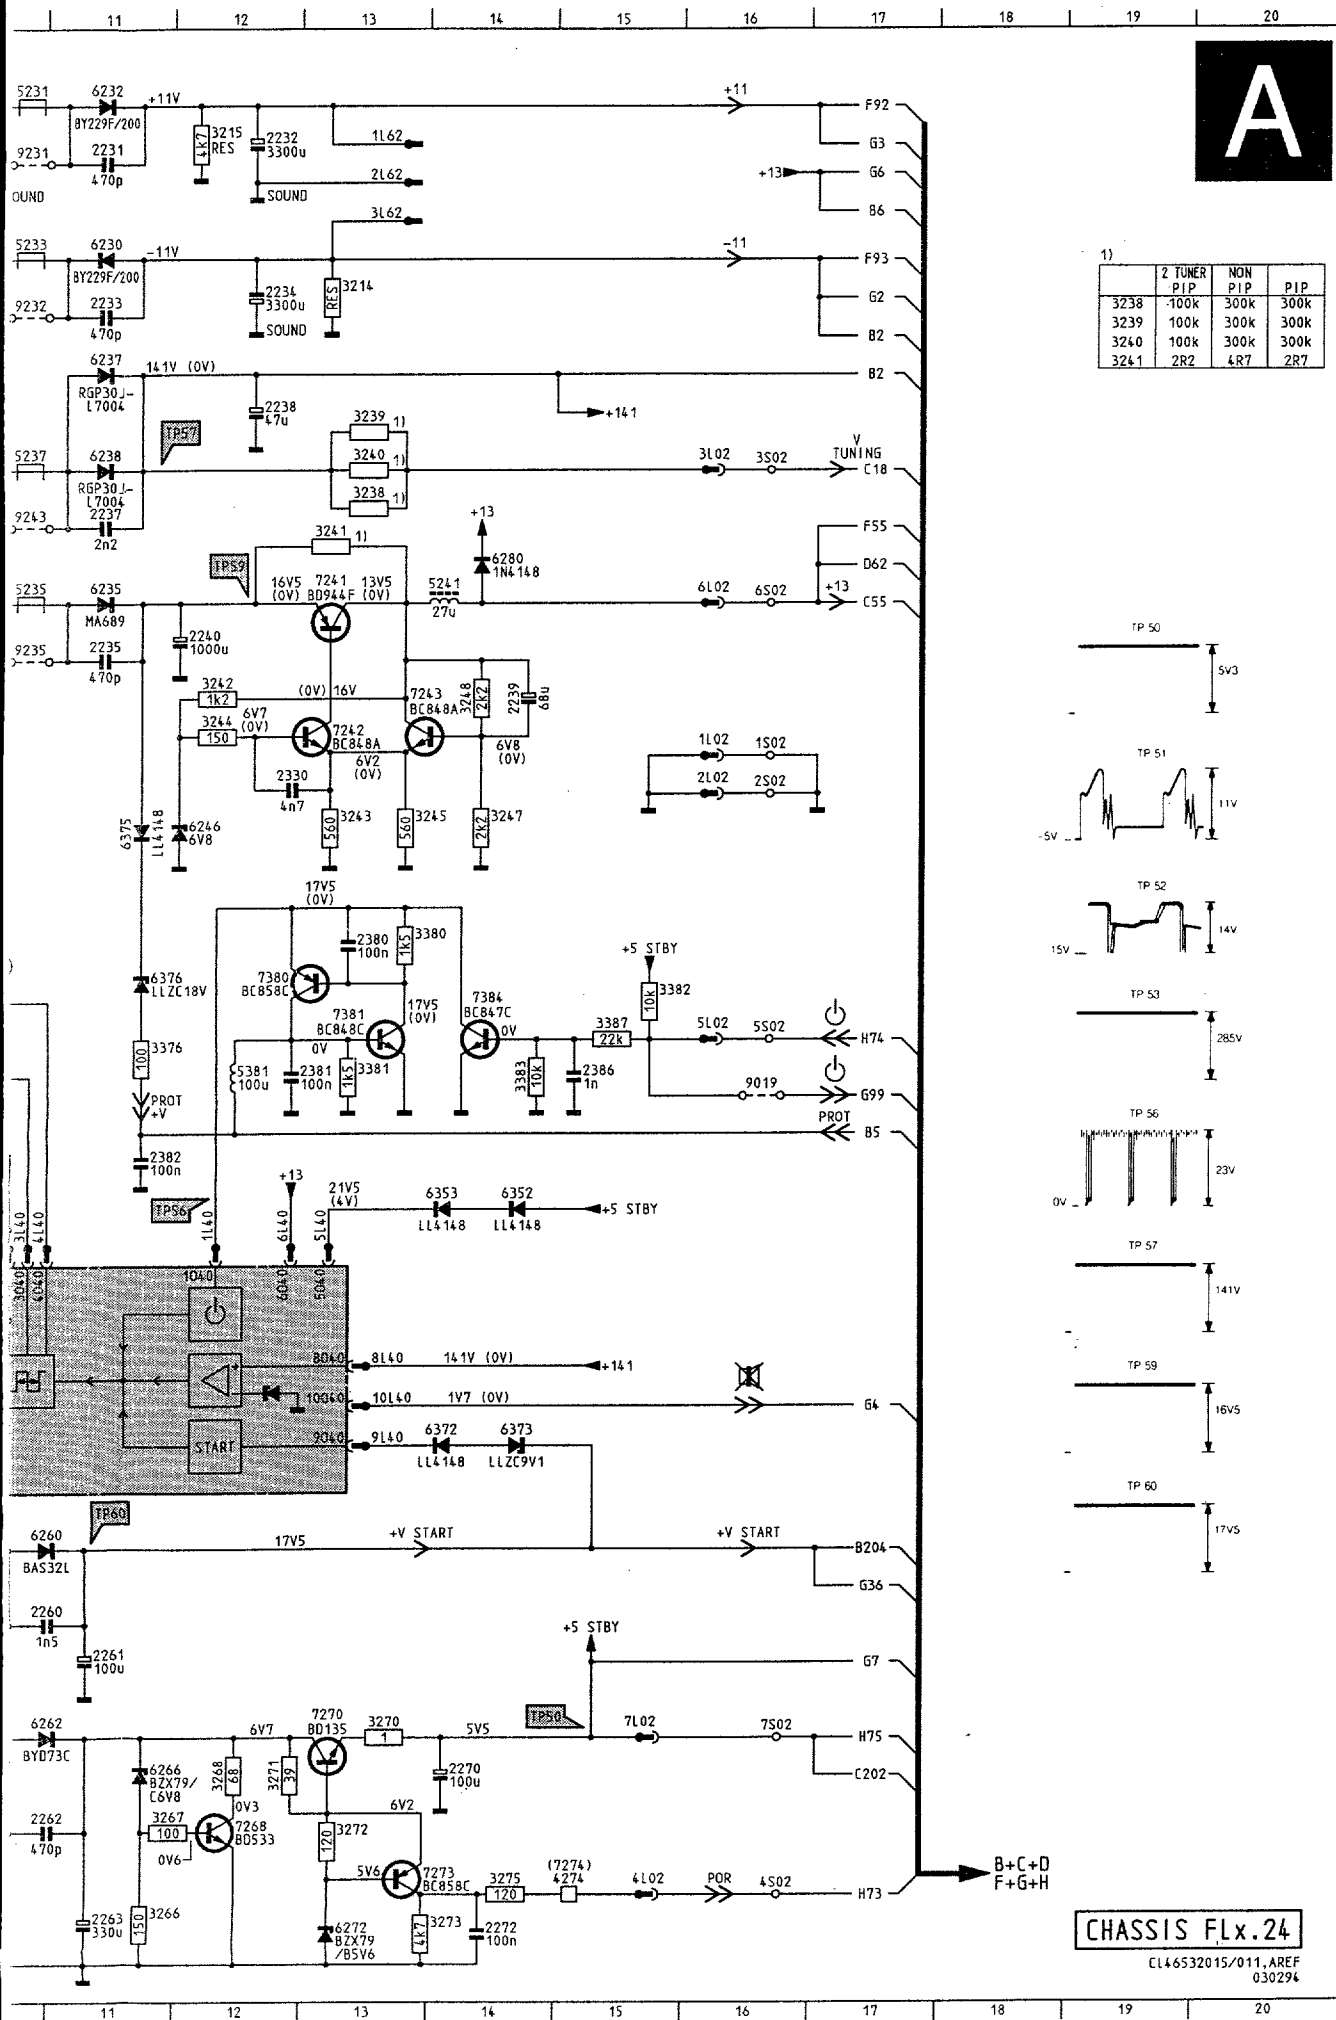 11 12 13 14 15 16 17 18 19 20
A
5231
6232
BY229F/200
+11V
9231
2231
470p
OUND
3215
4k7
RES
2232
3300u
1L62
2L62
SOUND
3L62
+11
F92
G3
+13
G6
B6
5233
6230
BY229F/200
-11V
9232
2233
470p
2234
3300u
SOUND
RES
3214
-11
F93
G2
B2
1)
2 TUNER PIP NON PIP PIP
3238 100k 300k 300k
3239 100k 300k 300k
3240 100k 300k 300k
3241 2R2 4R7 2R7
6237
RGP30J-
L7004
141V (0V)
2238
47u
B2
+141
TP57
5237
6238
RGP30J-
L7004
9243
2237
2n2
3239 1)
3240 1)
3238 1)
3L02 3S02
V
TUNING
C18
3241 1)
TP59
16V5
(0V)
7241
BD944F
13V5
(0V)
+13
6280
1N4148
5241
27u
6L02 6S02
F55
D62
+13
C55
5235
6235
MA689
9235
2235
470p
2240
1000u
3242
1k2
(0V) 16V
3244
150
6V7
(0V)
7242
BC848A
7243
BC848A
6V2
(0V)
3248
2k2
2239
68u
6V8
(0V)
2330
4n7
6375
LL4148
6246
6V8
560
3243
560
3245
2k2
3247
1L02 1S02
2L02 2S02
TP 50
5V3
TP 51
11V
-5V
TP 52
14V
15V
TP 53
285V
TP 56
23V
0V
TP 57
141V
TP 59
16V5
TP 60
17V5
17V5
(0V)
2380
100n
1k5
3380
7380
BC858C
6376
LLZC18V
7381
BC848C
17V5
(0V)
0V
7384
BC847C
0V
+5 STBY
10k
3382
3387
22k
5L02 5S02
H74
100
3376
5381
100u
2381
100n
1k5
3381
3383
10k
2386
1n
9019
G99
PROT
+V
PROT
B5
2382
100n
TP56
+13
21V5
(4V)
6353
LL4148
6352
LL4148
+5 STBY
3L40
4L40
1L40
6L40
5L40
3040
4040
1040
6040
5040
8040
8L40
141V (0V)
+141
10040
10L40
1V7 (0V)
G4
START
9040
9L40
6372
LL4148
6373
LLZC9V1
TP60
6260
BAS32L
17V5
+V START
+V START
B204
G36
2260
1n5
2261
100u
+5 STBY
G7
TP50
6262
BYD73C
6V7
7270
BD135
3270
1
5V5
7L02 7S02
H75
C202
6266
BZX79/
C6V8
3268
68
3271
39
2270
100u
2262
470p
3267
100
0V3
7268
BD533
0V6
6V2
120
3272
5V6
7273
BC858C
3275
120
(7274)
4274
4L02
POR
4S02
H73
2263
330u
150
3266
6272
BZX79
/B5V6
4k7
3273
2272
100n
B+C+D
F+G+H
CHASSIS FLx.24
CL46532015/011,AREF
030294
11 12 13 14 15 16 17 18 19 20